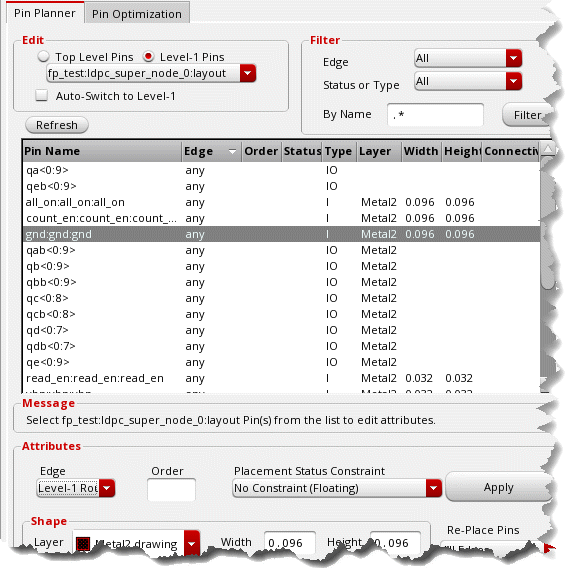 Pin Planner Pin Optimization
Edit
Top Level Pins Level-1 Pins
fp_test:ldpc_super_node_0:layout
Auto-Switch to Level-1
Refresh
Filter
Edge All
Status or Type All
By Name .* Filter
Pin Name Edge Order Status Type Layer Width Height Connectiv
qa<0:9> any IO
qeb<0:9> any IO
all_on:all_on:all_on any I Metal2 0.096 0.096
count_en:count_en:count_... any I Metal2 0.096 0.096
gnd:gnd:gnd any I Metal2 0.096 0.096
qab<0:9> any IO Metal2
qb<0:9> any IO Metal2
qbb<0:9> any IO Metal2
qc<0:8> any IO Metal2
qcb<0:8> any IO Metal2
qd<0:7> any IO Metal2
qdb<0:7> any IO Metal2
qe<0:9> any IO Metal2
read_en:read_en:read_en any I Metal2 0.032 0.032
Message
Select fp_test:ldpc_super_node_0:layout Pin(s) from the list to edit attributes.
Attributes
Edge Order Placement Status Constraint
Level-1 Rou No Constraint (Floating) Apply
Shape
Layer Metal2 drawing Width 0.096 Height 0.096
Re-Place Pins